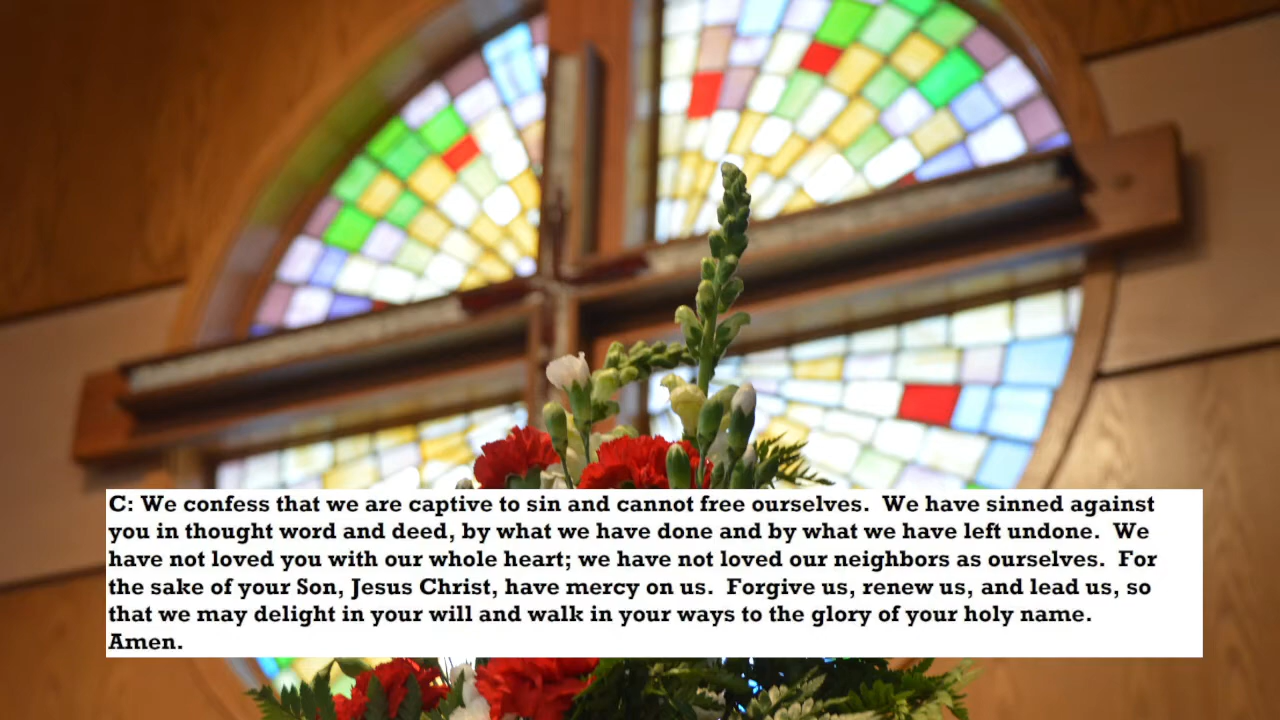 C: We confess that we are captive to sin and cannot free ourselves.  We have sinned against
you in thought word and deed, by what we have done and by what we have left undone.  We
have not loved you with our whole heart; we have not loved our neighbors as ourselves.  For
the sake of your Son, Jesus Christ, have mercy on us.  Forgive us, renew us, and lead us, so
that we may delight in your will and walk in your ways to the glory of your holy name.
Amen.